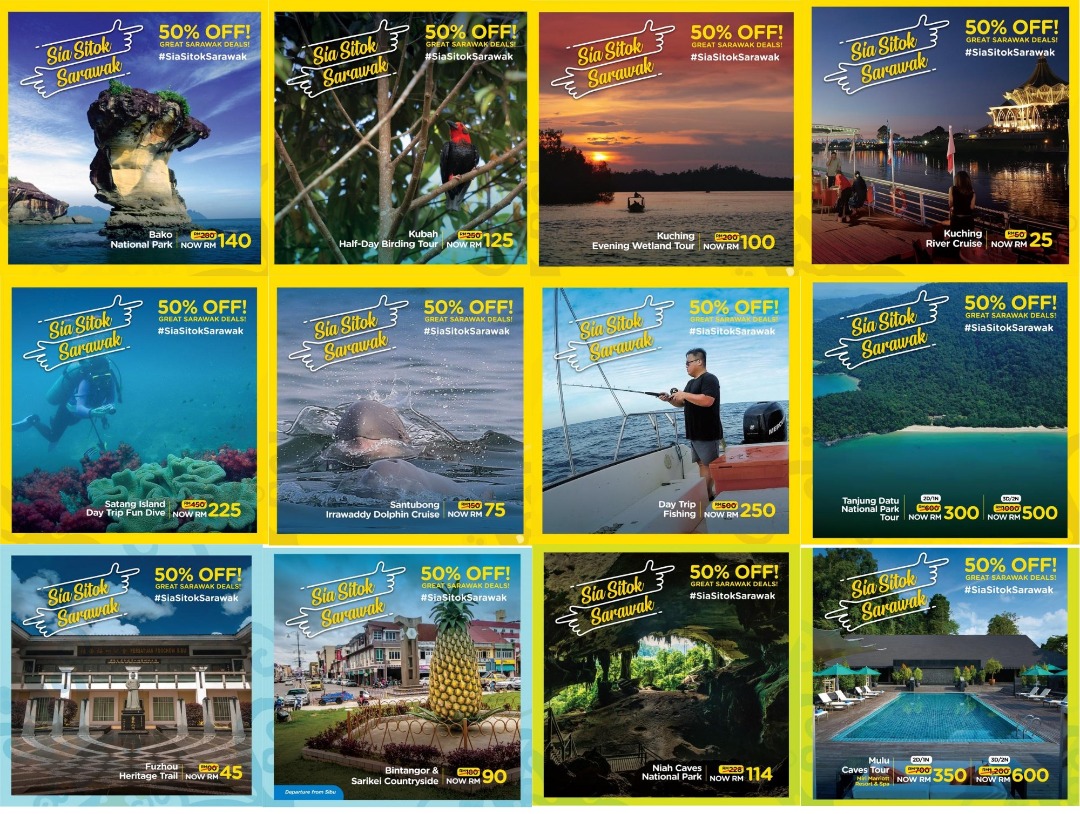 Sia Sitok
Sarawak
50% OFF!
GREAT SARAWAK DEALS!
#SiaSitokSarawak
Bako
National Park
RM280
NOW RM 140
Sia Sitok
Sarawak
50% OFF!
GREAT SARAWAK DEALS!
#SiaSitokSarawak
Kubah
Half-Day Birding Tour
RM250
NOW RM 125
Sia Sitok
Sarawak
50% OFF!
GREAT SARAWAK DEALS!
#SiaSitokSarawak
Kuching
Evening Wetland Tour
RM200
NOW RM 100
Sia Sitok
Sarawak
50% OFF!
GREAT SARAWAK DEALS!
#SiaSitokSarawak
Kuching
River Cruise
RM50
NOW RM 25
Sia Sitok
Sarawak
50% OFF!
GREAT SARAWAK DEALS!
#SiaSitokSarawak
Satang Island
Day Trip Fun Dive
RM450
NOW RM 225
Sia Sitok
Sarawak
50% OFF!
GREAT SARAWAK DEALS!
#SiaSitokSarawak
Santubong
Irrawaddy Dolphin Cruise
RM150
NOW RM 75
Sia Sitok
Sarawak
50% OFF!
GREAT SARAWAK DEALS!
#SiaSitokSarawak
Day Trip
Fishing
RM500
NOW RM 250
Sia Sitok
Sarawak
50% OFF!
GREAT SARAWAK DEALS!
#SiaSitokSarawak
Tanjung Datu
National Park
Tour
2D/1N
RM600
NOW RM 300
3D/2N
RM1000
NOW RM 500
Sia Sitok
Sarawak
50% OFF!
GREAT SARAWAK DEALS!
#SiaSitokSarawak
Fuzhou
Heritage Trail
RM90
NOW RM 45
Sia Sitok
Sarawak
50% OFF!
GREAT SARAWAK DEALS!
#SiaSitokSarawak
Bintangor &
Sarikei Countryside
RM180
NOW RM 90
Departure from Sibu
Sia Sitok
Sarawak
50% OFF!
GREAT SARAWAK DEALS!
#SiaSitokSarawak
Niah Caves
National Park
RM228
NOW RM 114
Sia Sitok
Sarawak
50% OFF!
GREAT SARAWAK DEALS!
#SiaSitokSarawak
Mulu
Caves Tour
Miri Marriott
Resort & Spa
2D/1N
RM700
NOW RM 350
3D/2N
RM1,200
NOW RM 600